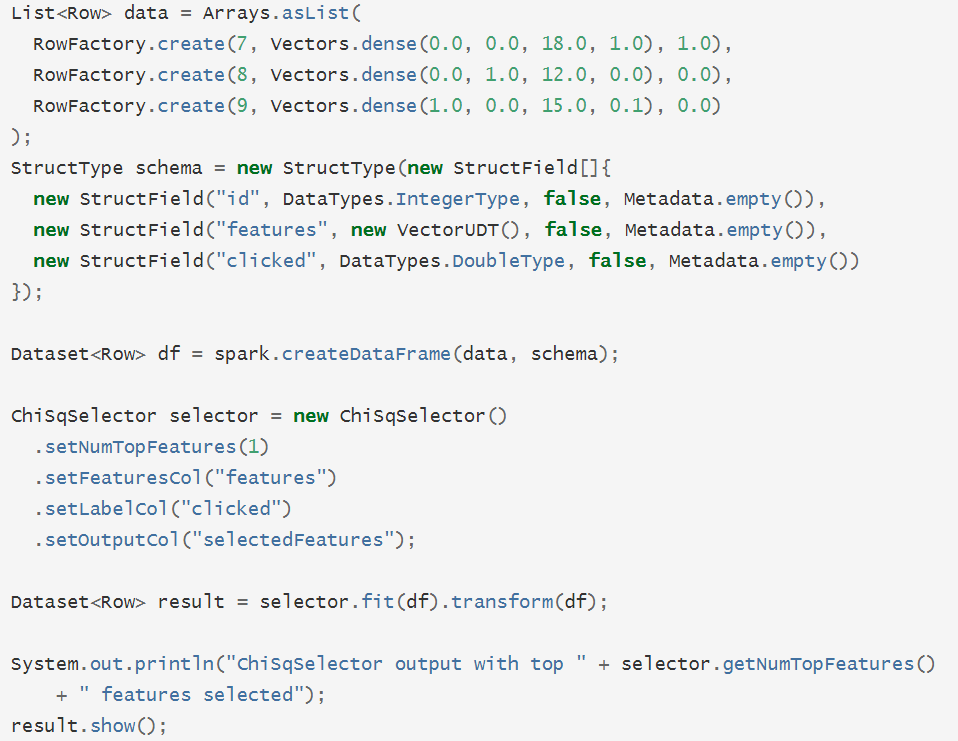 List<Row> data = Arrays.asList(
  RowFactory.create(7, Vectors.dense(0.0, 0.0, 18.0, 1.0), 1.0),
  RowFactory.create(8, Vectors.dense(0.0, 1.0, 12.0, 0.0), 0.0),
  RowFactory.create(9, Vectors.dense(1.0, 0.0, 15.0, 0.1), 0.0)
);
StructType schema = new StructType(new StructField[]{
  new StructField("id", DataTypes.IntegerType, false, Metadata.empty()),
  new StructField("features", new VectorUDT(), false, Metadata.empty()),
  new StructField("clicked", DataTypes.DoubleType, false, Metadata.empty())
});

Dataset<Row> df = spark.createDataFrame(data, schema);

ChiSqSelector selector = new ChiSqSelector()
  .setNumTopFeatures(1)
  .setFeaturesCol("features")
  .setLabelCol("clicked")
  .setOutputCol("selectedFeatures");

Dataset<Row> result = selector.fit(df).transform(df);

System.out.println("ChiSqSelector output with top " + selector.getNumTopFeatures()
    + " features selected");
result.show();